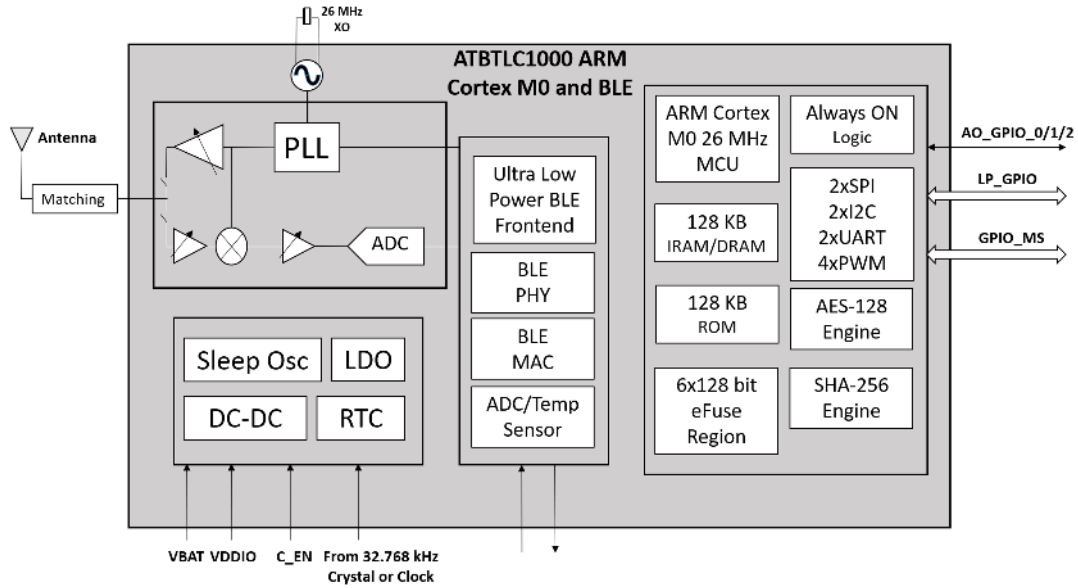 26 MHz
XO
ATBTLC1000 ARM
Cortex M0 and BLE
Antenna
Matching
PLL
ADC
Ultra Low
Power BLE
Frontend
BLE
PHY
BLE
MAC
ADC/Temp
Sensor
Sleep Osc
LDO
DC-DC
RTC
ARM Cortex
M0 26 MHz
MCU
128 KB
IRAM/DRAM
128 KB
ROM
6x128 bit
eFuse
Region
Always ON
Logic
2xSPI
2xI2C
2xUART
4xPWM
AES-128
Engine
SHA-256
Engine
AO_GPIO_0/1/2
LP_GPIO
GPIO_MS
VBAT VDDIO C_EN From 32.768 kHz
Crystal or Clock